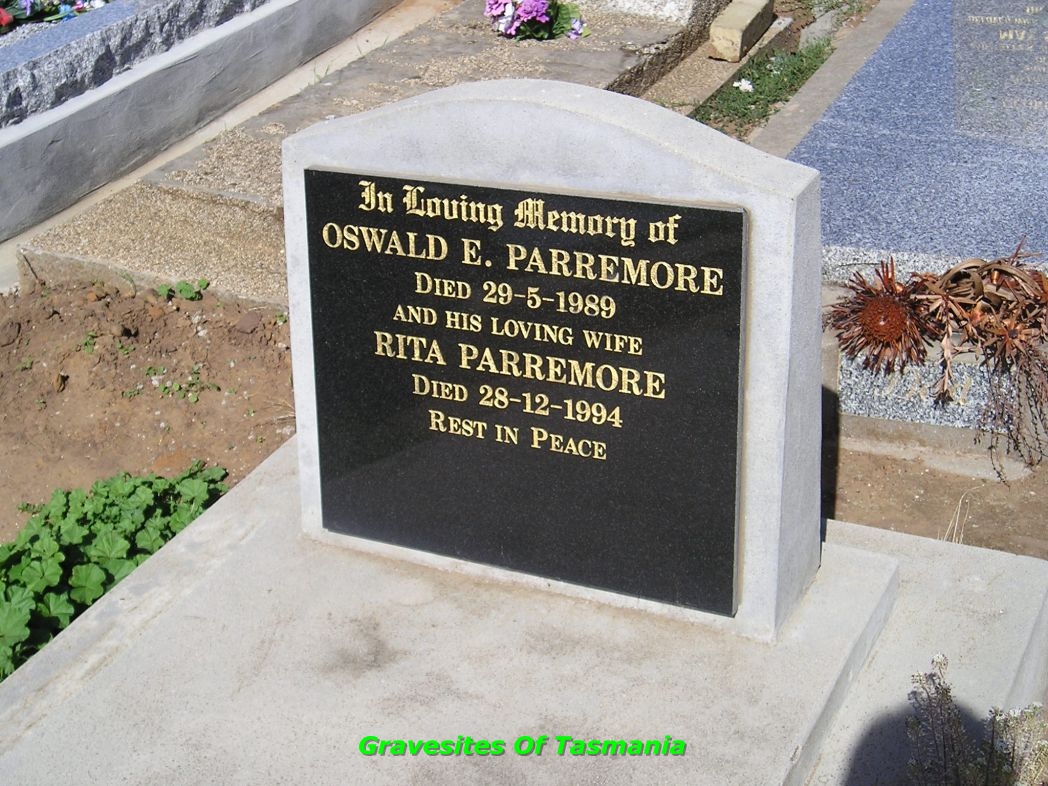 In Loving Memory of
OSWALD E. PARREMORE
DIED 29-5-1989
AND HIS LOVING WIFE
RITA PARREMORE
DIED 28-12-1994
REST IN PEACE
Gravesites Of Tasmania